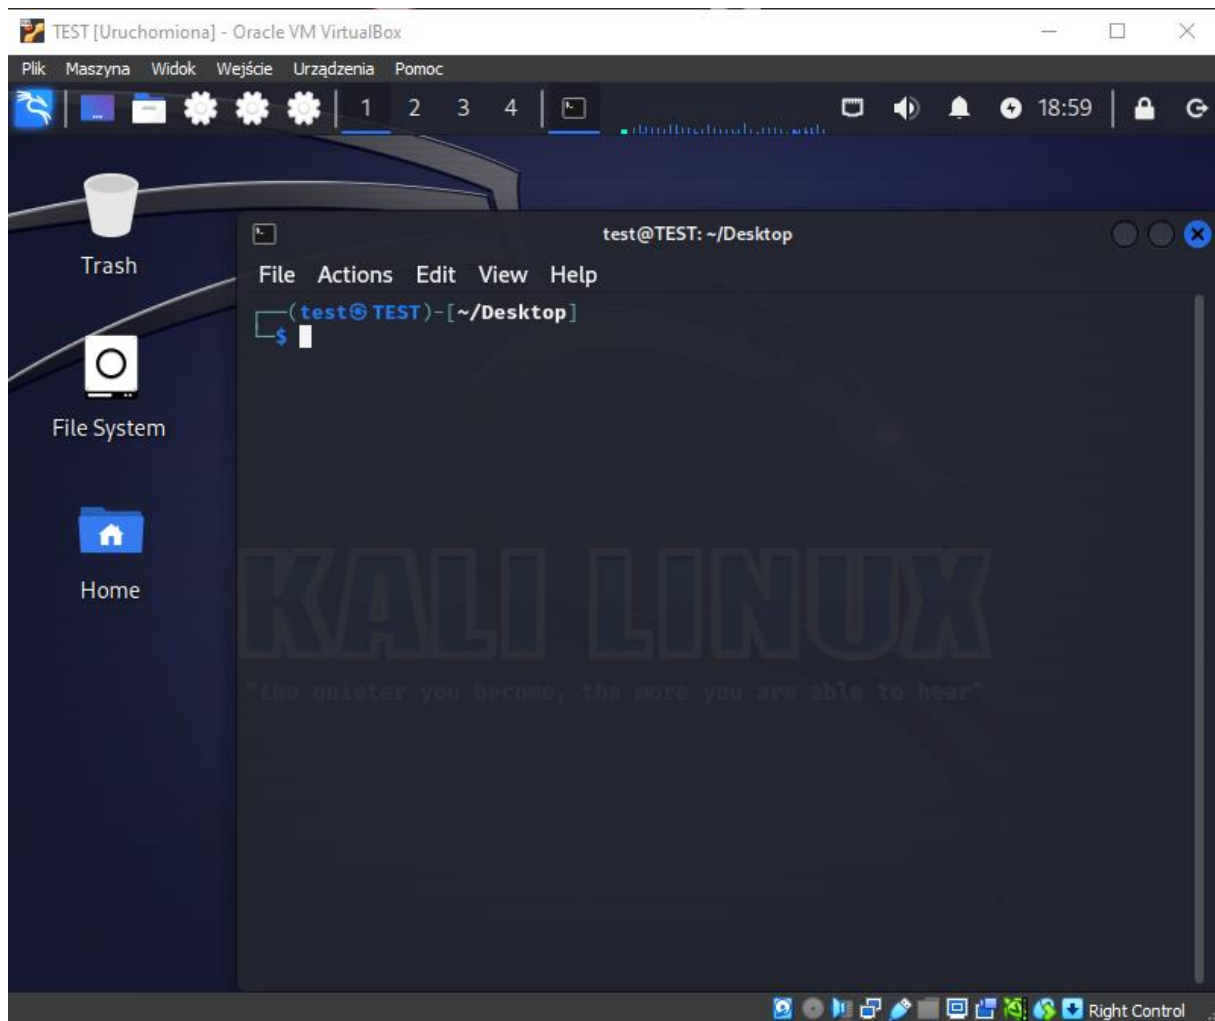 TEST [Uruchomiona] - Oracle VM VirtualBox
Plik Maszyna Widok Wejście Urządzenia Pomoc
1 2 3 4 18:59
Trash
File System
Home
test@TEST: ~/Desktop
File Actions Edit View Help
(test㉿TEST)-[~/Desktop]
$
KALI LINUX
"the quieter you become, the more you are able to hear"
Right Control